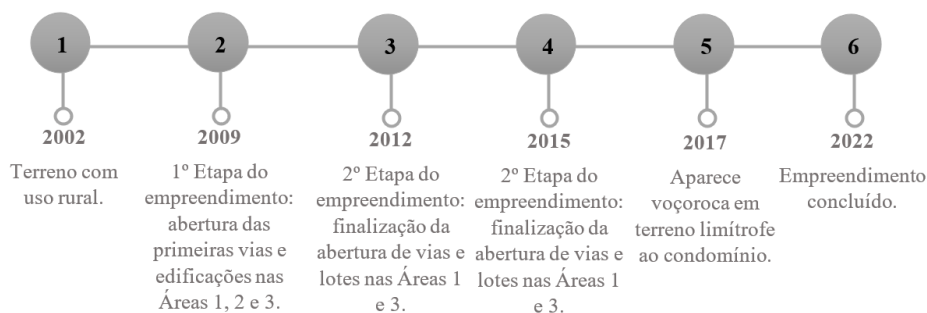 1
2
3
4
5
6
2002
Terreno com
uso rural.
2009
1º Etapa do
empreendimento:
abertura das
primeiras vias e
edificações nas
Áreas 1, 2 e 3.
2012
2º Etapa do
empreendimento:
finalização da
abertura de vias e
lotes nas Áreas 1
e 3.
2015
2º Etapa do
empreendimento:
finalização da
abertura de vias e
lotes nas Áreas 1
e 3.
2017
Aparece
voçoroca em
terreno limítrofe
ao condomínio.
2022
Empreendimento
concluído.